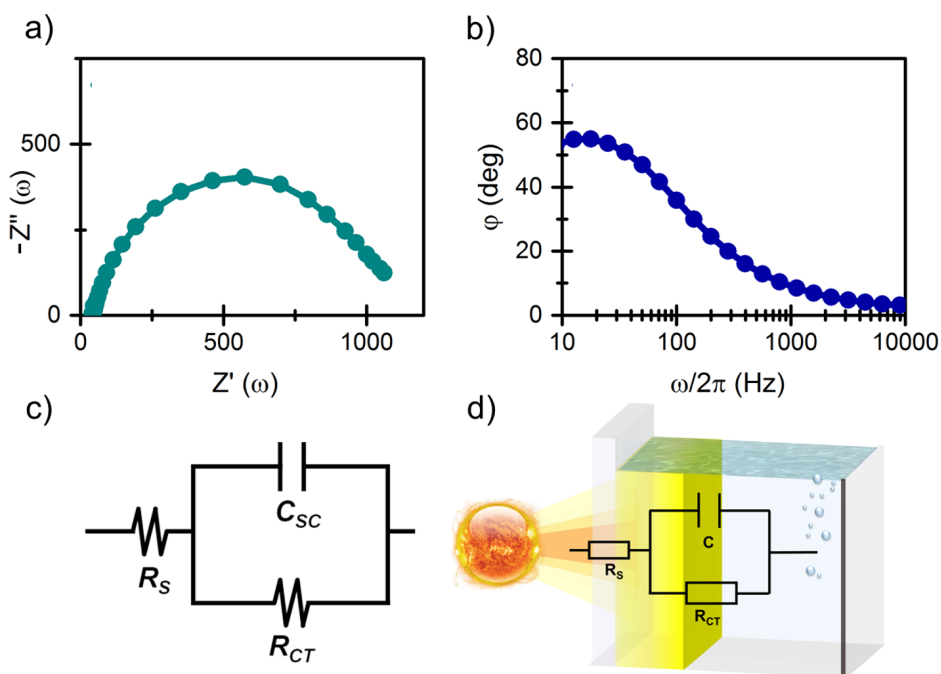 a)
500
0
-Z'' (ω)
0
500
1000
Z' (ω)
b)
80
60
40
20
0
φ (deg)
10
100
1000
10000
ω/2π (Hz)
c)
C_SC
R_S
R_CT
d)
C
R_S
R_CT